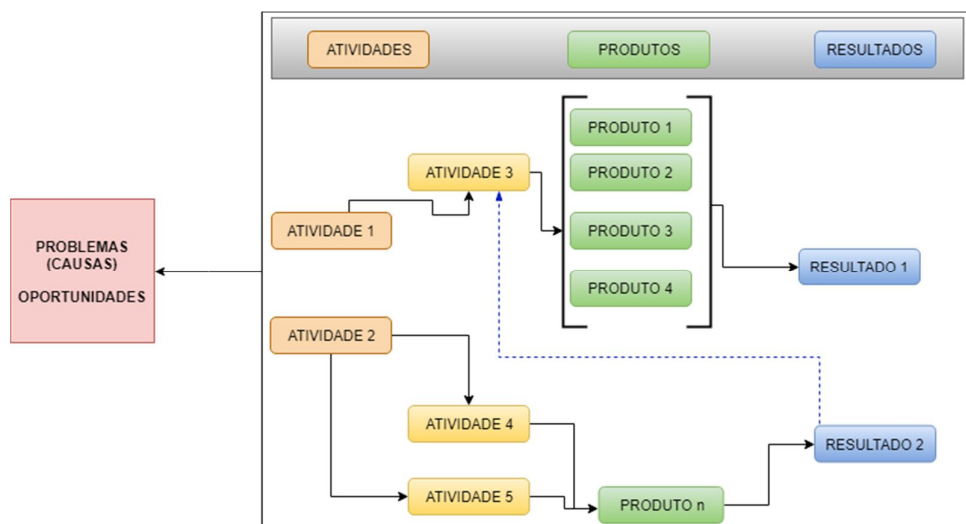 ATIVIDADES
PRODUTOS
RESULTADOS
PRODUTO 1
ATIVIDADE 3
PRODUTO 2
ATIVIDADE 1
PRODUTO 3
PROBLEMAS
(CAUSAS)
OPORTUNIDADES
RESULTADO 1
PRODUTO 4
ATIVIDADE 2
ATIVIDADE 4
RESULTADO 2
ATIVIDADE 5
PRODUTO n